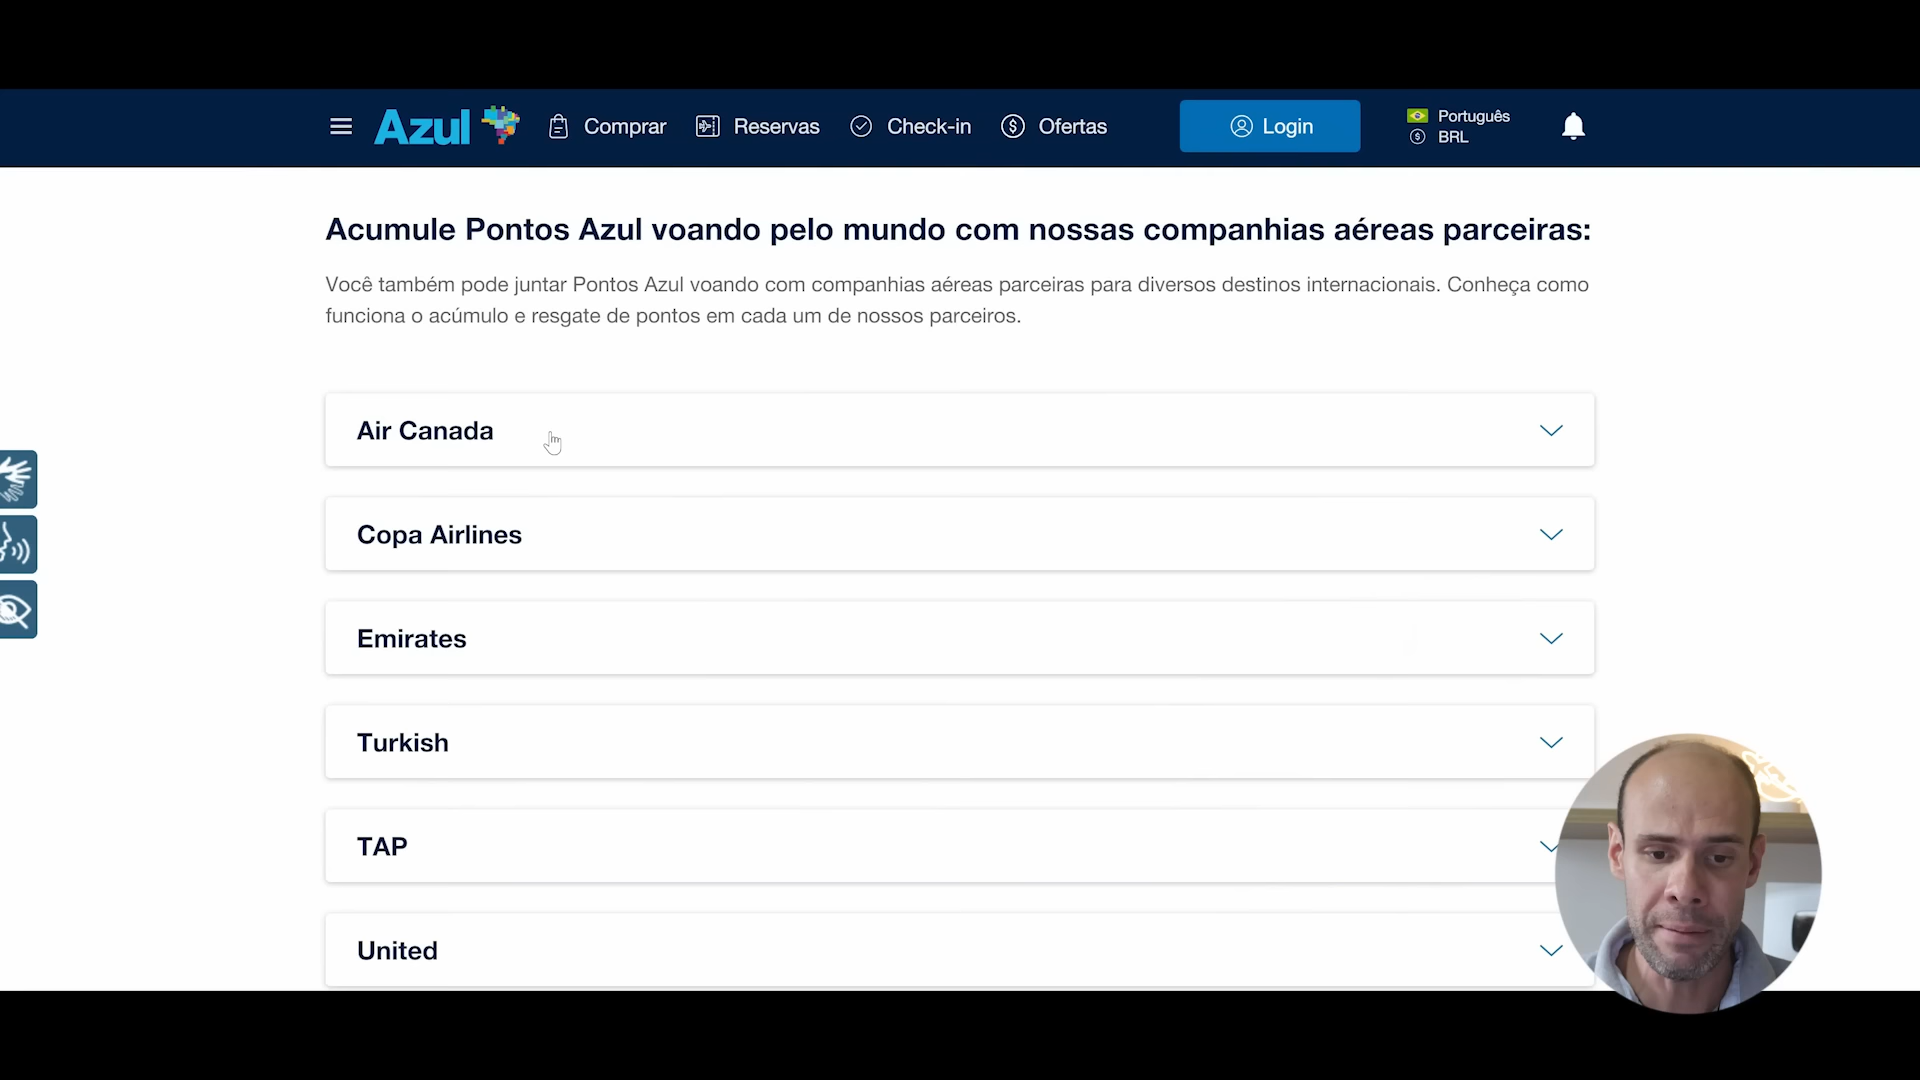 Azul
Comprar
Reservas
Check-in
Ofertas
Login
Português
BRL
Acumule Pontos Azul voando pelo mundo com nossas companhias aéreas parceiras:
Você também pode juntar Pontos Azul voando com companhias aéreas parceiras para diversos destinos internacionais. Conheça como
funciona o acúmulo e resgate de pontos em cada um de nossos parceiros.
Air Canada
Copa Airlines
Emirates
Turkish
TAP
United